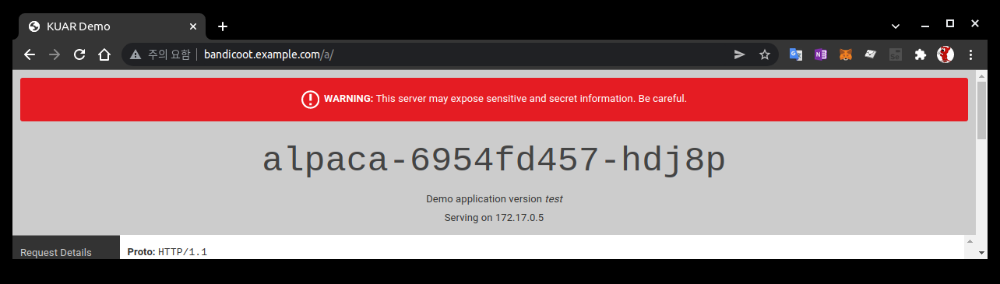 KUAR Demo
주의 요함 bandicoot.example.com/a/
WARNING: This server may expose sensitive and secret information. Be careful.
alpaca-6954fd457-hdj8p
Demo application version test
Serving on 172.17.0.5
Request Details
Proto: HTTP/1.1